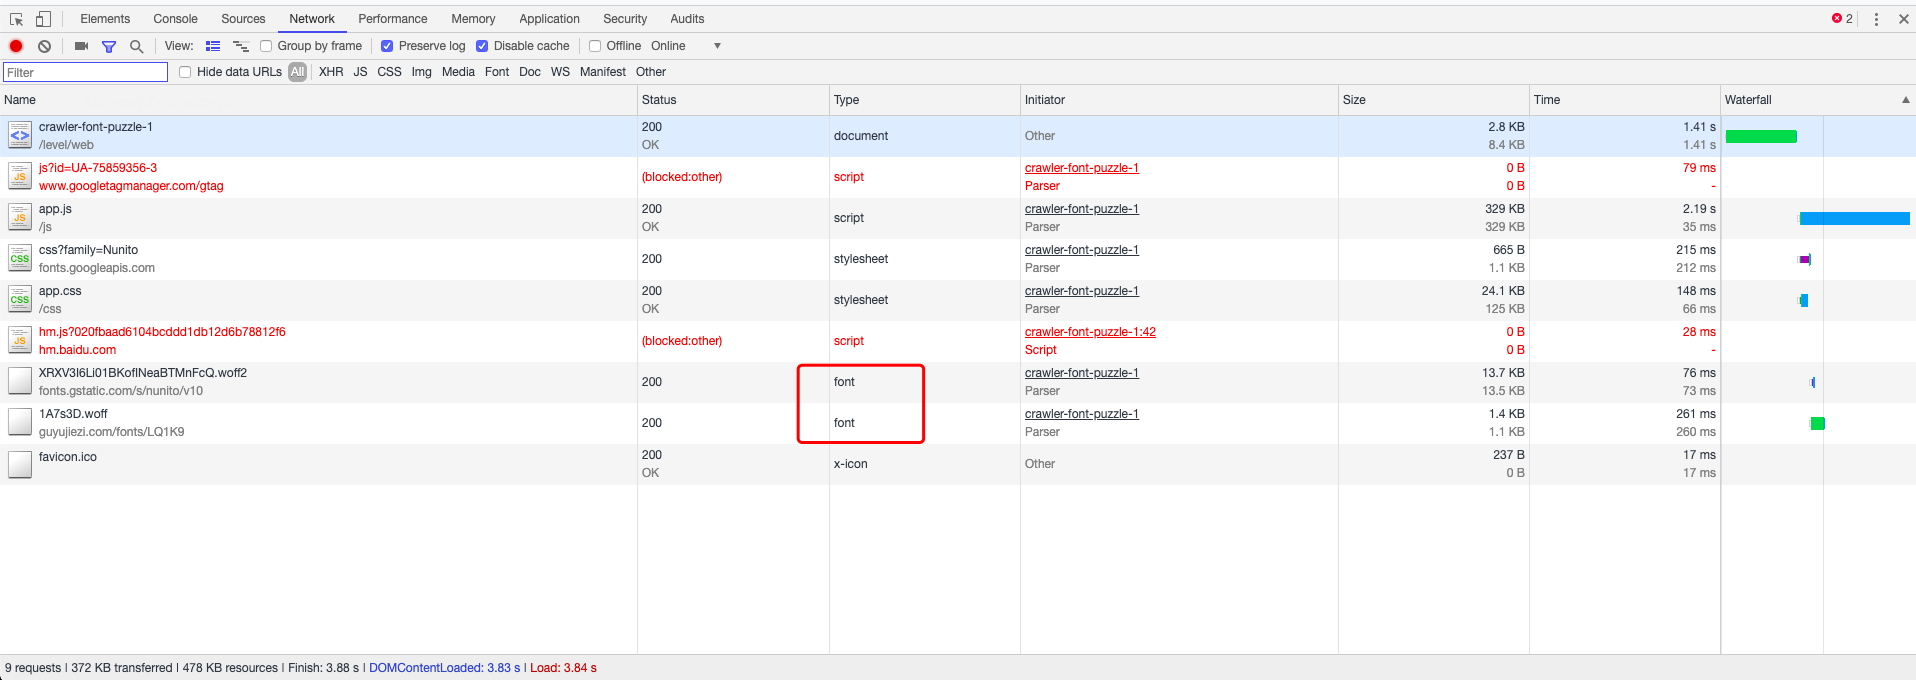 Elements Console Sources Network Performance Memory Application Security Audits 2
View: Group by frame Preserve log Disable cache Offline Online
Filter Hide data URLs All XHR JS CSS Img Media Font Doc WS Manifest Other
Name Status Type Initiator Size Time Waterfall
crawler-font-puzzle-1 200 2.8 KB 1.41 s
document Other
/level/web OK 8.4 KB 1.41 s
js?id=UA-75859356-3 crawler-font-puzzle-1 0 B 79 ms
JS (blocked:other) script
www.googletagmanager.com/gtag Parser 0 B -
app.js 200 crawler-font-puzzle-1 329 KB 2.19 s
JS script
/js OK Parser 329 KB 35 ms
css?family=Nunito crawler-font-puzzle-1 665 B 215 ms
CSS 200 stylesheet
fonts.googleapis.com Parser 1.1 KB 212 ms
app.css 200 crawler-font-puzzle-1 24.1 KB 148 ms
CSS stylesheet
/css OK Parser 125 KB 66 ms
hm.js?020fbaad6104bcddd1db12d6b78812f6 crawler-font-puzzle-1:42 0 B 28 ms
JS (blocked:other) script
hm.baidu.com Script 0 B -
XRXV3I6Li01BKofINeaBTMnFcQ.woff2 crawler-font-puzzle-1 13.7 KB 76 ms
200 font
fonts.gstatic.com/s/nunito/v10 Parser 13.5 KB 73 ms
1A7s3D.woff crawler-font-puzzle-1 1.4 KB 261 ms
200 font
guyujiezi.com/fonts/LQ1K9 Parser 1.1 KB 260 ms
favicon.ico 200 237 B 17 ms
x-icon Other
OK 0 B 17 ms
9 requests | 372 KB transferred | 478 KB resources | Finish: 3.88 s | DOMContentLoaded: 3.83 s | Load: 3.84 s